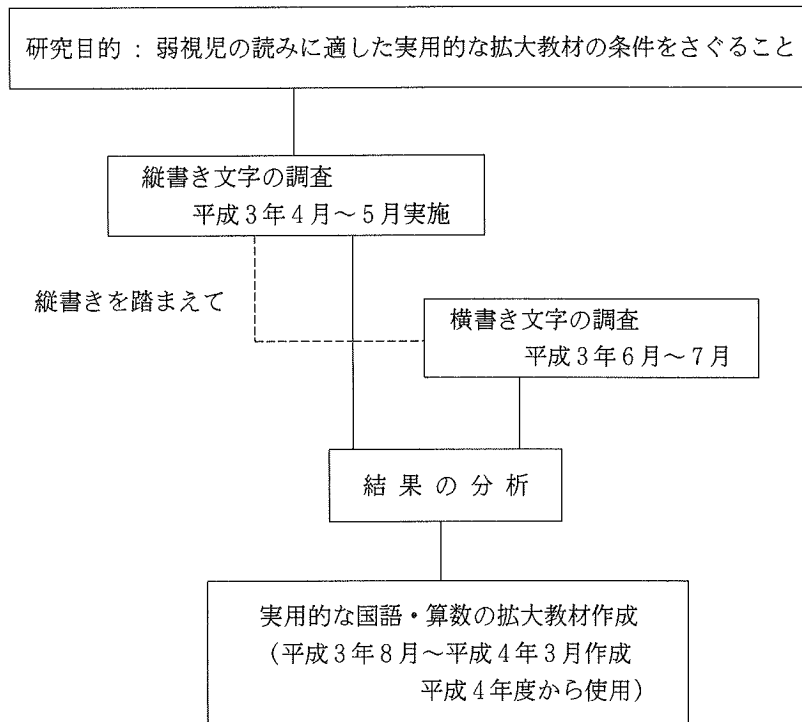 研究目的 : 弱視児の読みに適した実用的な拡大教材の条件をさぐること
縦書き文字の調査
平成3年4月～5月実施
縦書きを踏まえて
横書き文字の調査
平成3年6月～7月
結果の分析
実用的な国語・算数の拡大教材作成
(平成3年8月～平成4年3月作成
平成4年度から使用)